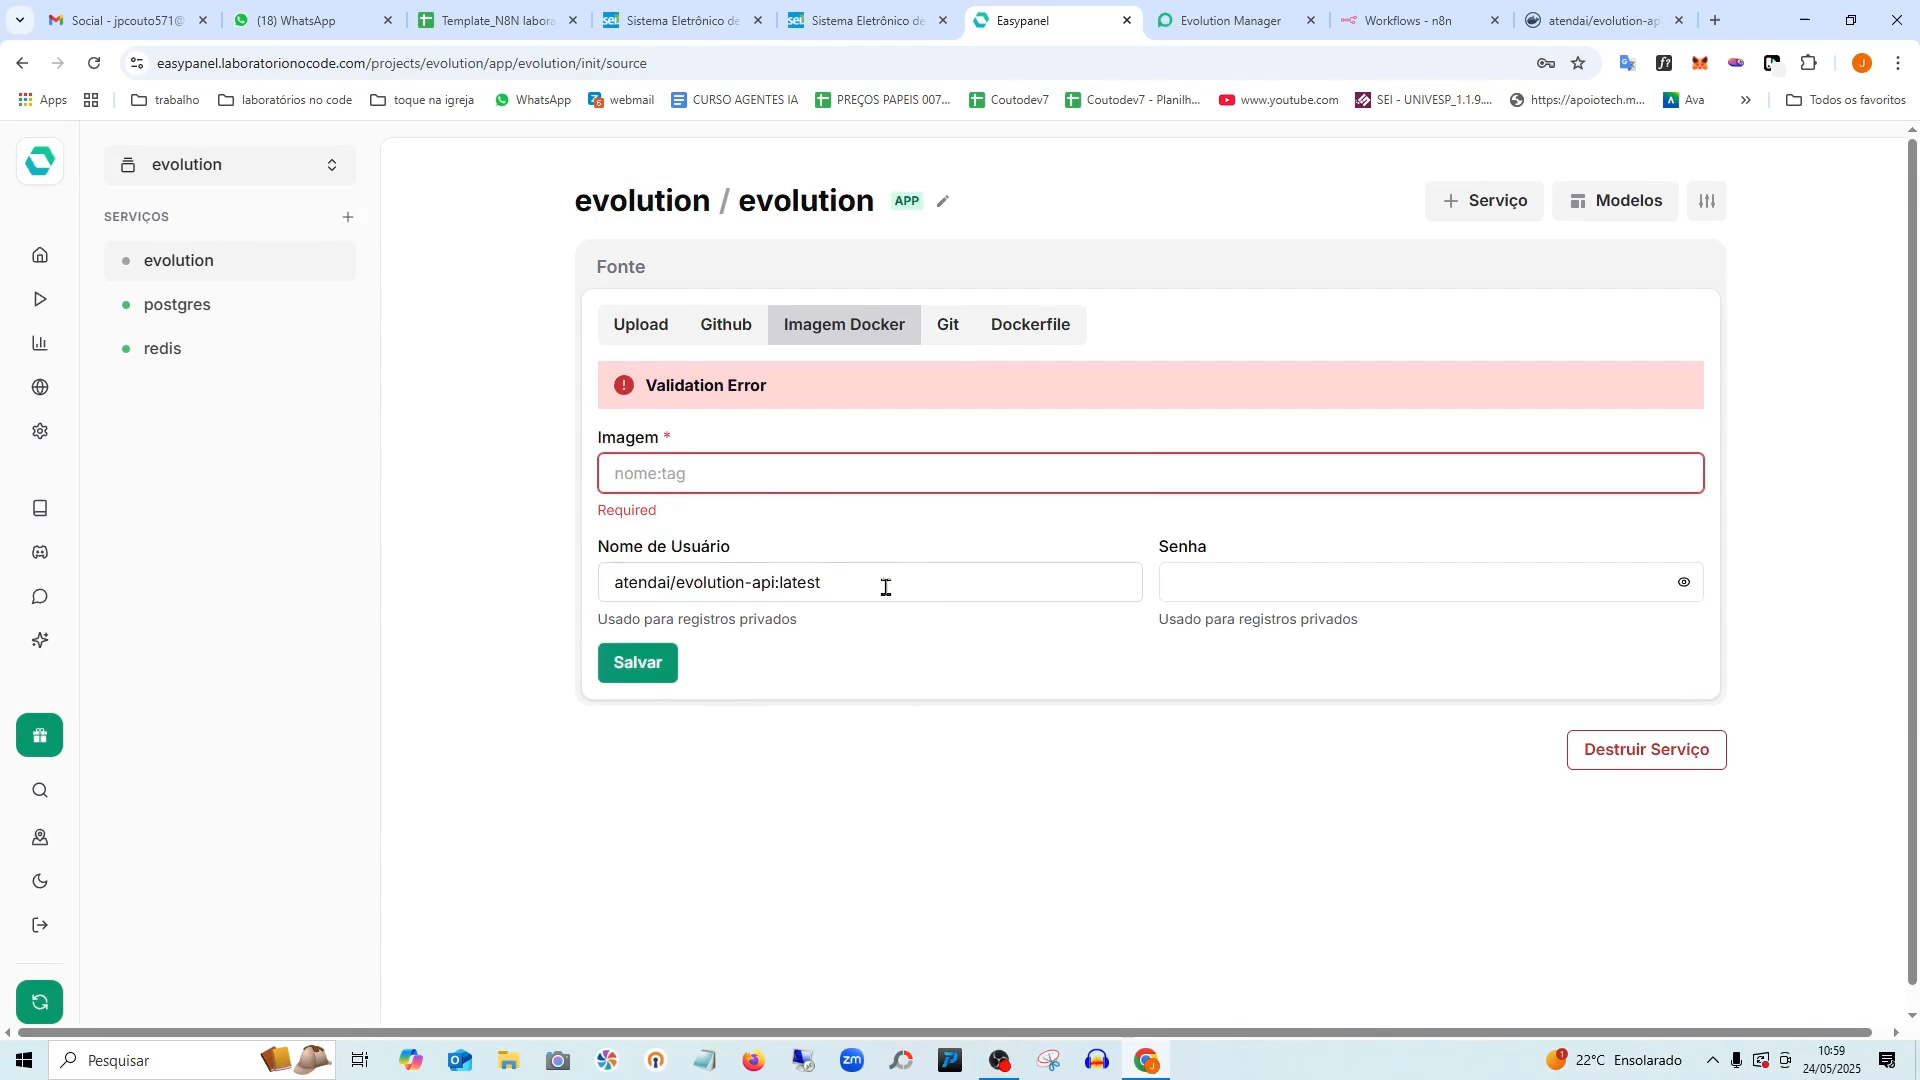 Social - jpcouto571@
(18) WhatsApp
Template_N8N labora
Sistema Eletrônico de
Sistema Eletrônico de
Easypanel
Evolution Manager
Workflows - n8n
atendai/evolution-ap
easypanel.laboratorionocode.com/projects/evolution/app/evolution/init/source
Apps
trabalho
laboratórios no code
toque na igreja
WhatsApp
webmail
CURSO AGENTES IA
PREÇOS PAPEIS 007...
Coutodev7
Coutodev7 - Planilh...
www.youtube.com
SEI - UNIVESP_1.1.9....
https://apoiotech.m...
Ava
Todos os favoritos
evolution
SERVIÇOS
evolution
postgres
redis
evolution / evolution APP
Serviço
Modelos
Fonte
Upload
Github
Imagem Docker
Git
Dockerfile
Validation Error
Imagem *
nome:tag
Required
Nome de Usuário
Senha
atendai/evolution-api:latest
Usado para registros privados
Usado para registros privados
Salvar
Destruir Serviço
Pesquisar
22°C Ensolarado
10:59
24/05/2025